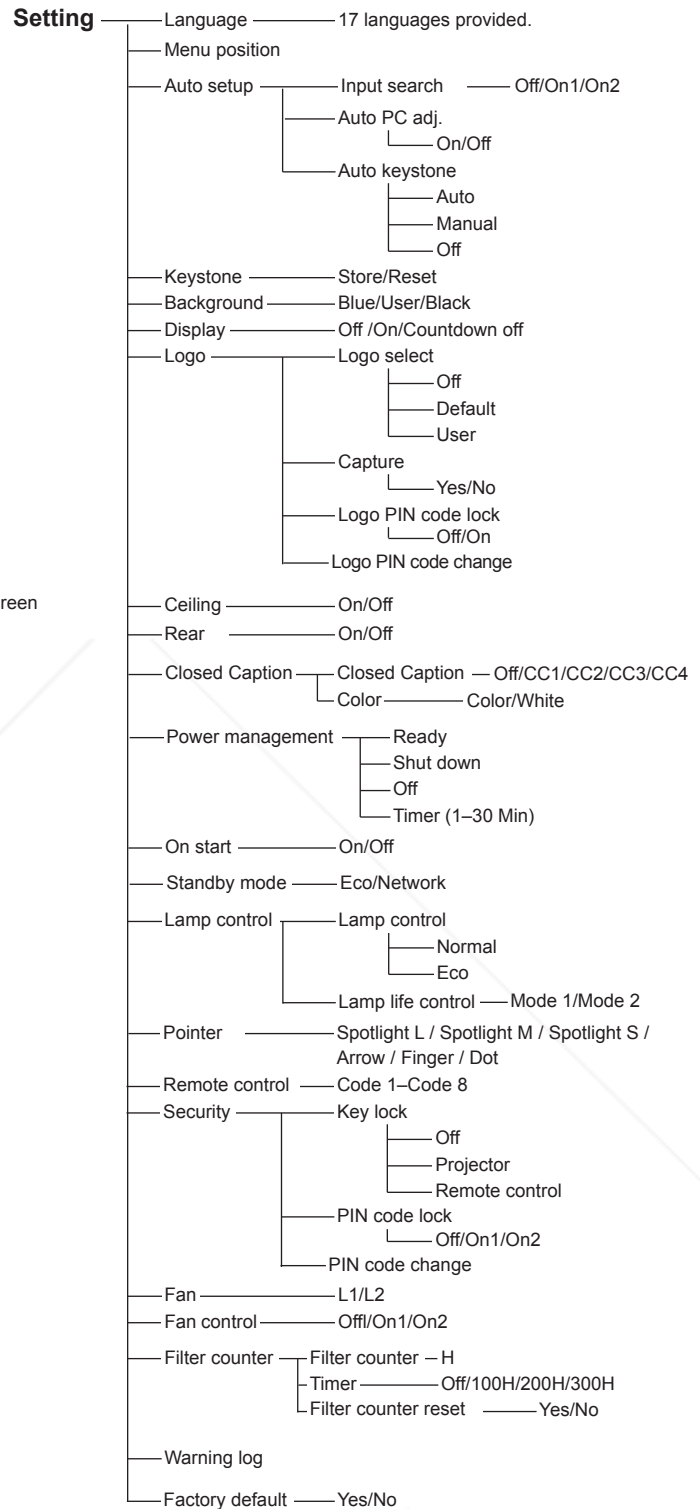 Setting Language 17 languages provided.
Menu position
Auto setup Input search Off/On1/On2
Auto PC adj.
On/Off
Auto keystone
Auto
Manual
Off
Keystone Store/Reset
Background Blue/User/Black
Display Off /On/Countdown off
Logo Logo select
Off
Default
User
Capture
Yes/No
Logo PIN code lock
Off/On
Logo PIN code change
reen
Ceiling On/Off
Rear On/Off
Closed Caption Closed Caption Off/CC1/CC2/CC3/CC4
Color Color/White
Power management Ready
Shut down
Off
Timer (1–30 Min)
On start On/Off
Standby mode Eco/Network
Lamp control Lamp control
Normal
Eco
Lamp life control Mode 1/Mode 2
Pointer Spotlight L / Spotlight M / Spotlight S /
Arrow / Finger / Dot
Remote control Code 1–Code 8
Security Key lock
Off
Projector
Remote control
PIN code lock
Off/On1/On2
PIN code change
Fan L1/L2
Fan control Offl/On1/On2
Filter counter Filter counter H
Timer Off/100H/200H/300H
Filter counter reset Yes/No
Warning log
Factory default Yes/No